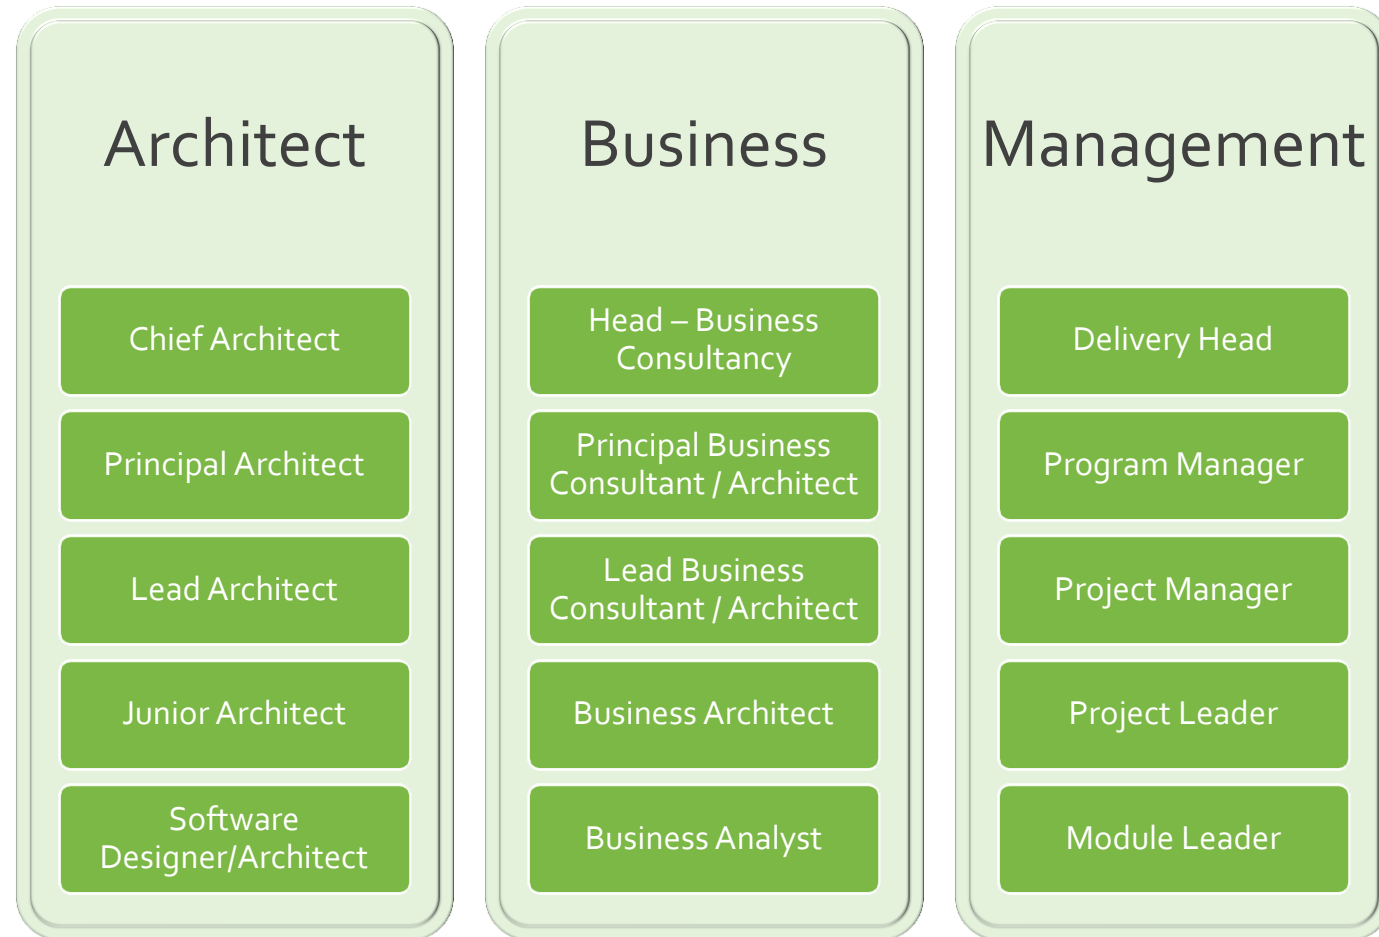 Architect
Chief Architect
Principal Architect
Lead Architect
Junior Architect
Software
Designer/Architect
Business
Head – Business
Consultancy
Principal Business
Consultant / Architect
Lead Business
Consultant / Architect
Business Architect
Business Analyst
Management
Delivery Head
Program Manager
Project Manager
Project Leader
Module Leader